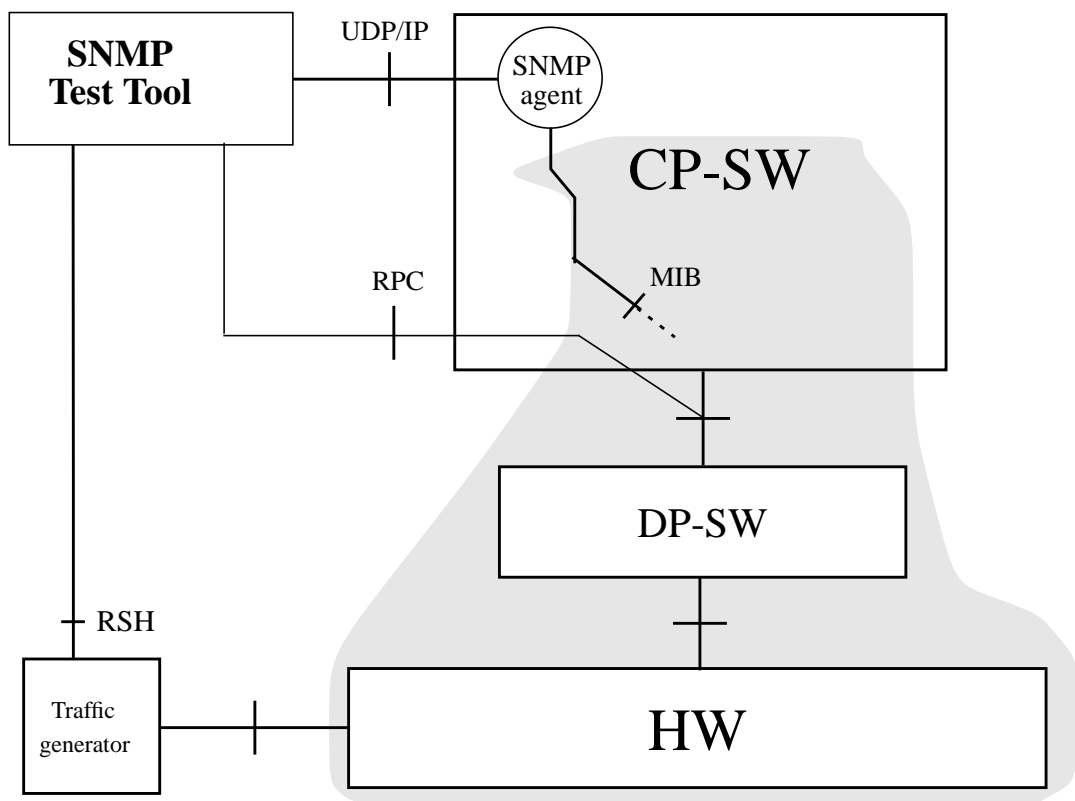 SNMP
Test Tool
UDP/IP
SNMP
agent
CP-SW
RPC
MIB
DP-SW
RSH
Traffic
generator
HW